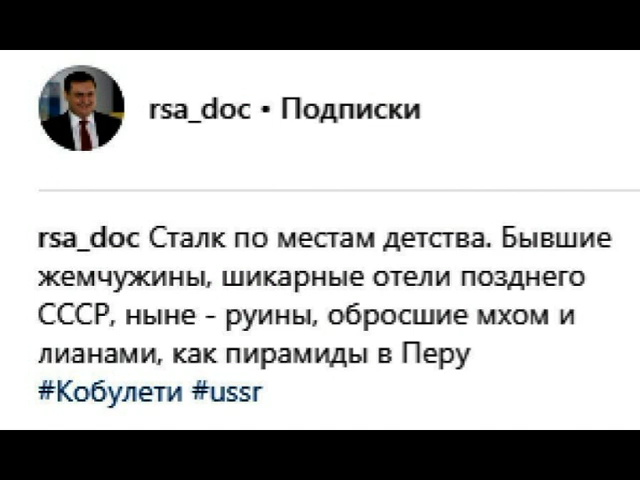 rsa_doc • Подписки
rsa_doc Сталк по местам детства. Бывшие
жемчужины, шикарные отели позднего
СССР, ныне - руины, обросшие мхом и
лианами, как пирамиды в Перу
#Кобулети #ussr